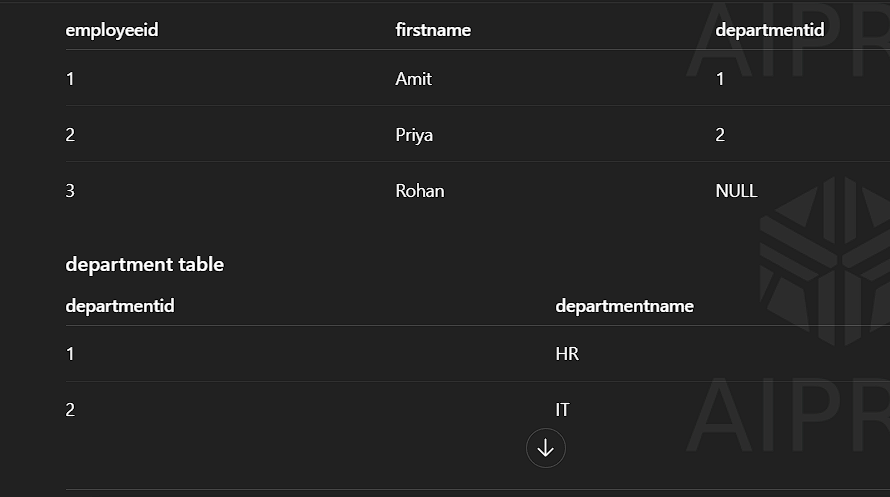 employeeid firstname departmentid
1 Amit 1
2 Priya 2
3 Rohan NULL
department table
departmentid departmentname
1 HR
2 IT